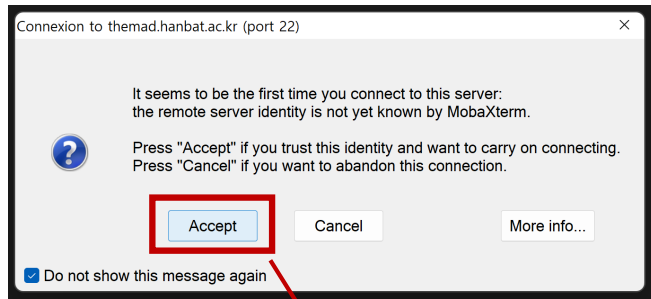 Connexion to themad.hanbat.ac.kr (port 22)
It seems to be the first time you connect to this server:
the remote server identity is not yet known by MobaXterm.
Press "Accept" if you trust this identity and want to carry on connecting.
Press "Cancel" if you want to abandon this connection.
Accept Cancel More info...
Do not show this message again